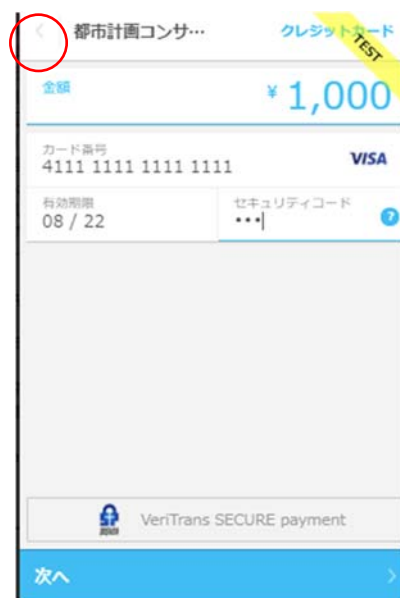 都市計画コンサ…
クレジットカード
TEST
金額
¥ 1,000
カード番号
4111 1111 1111 1111
VISA
有効期限
セキュリティコード
08 / 22
•••
?
VeriTrans SECURE payment
次へ